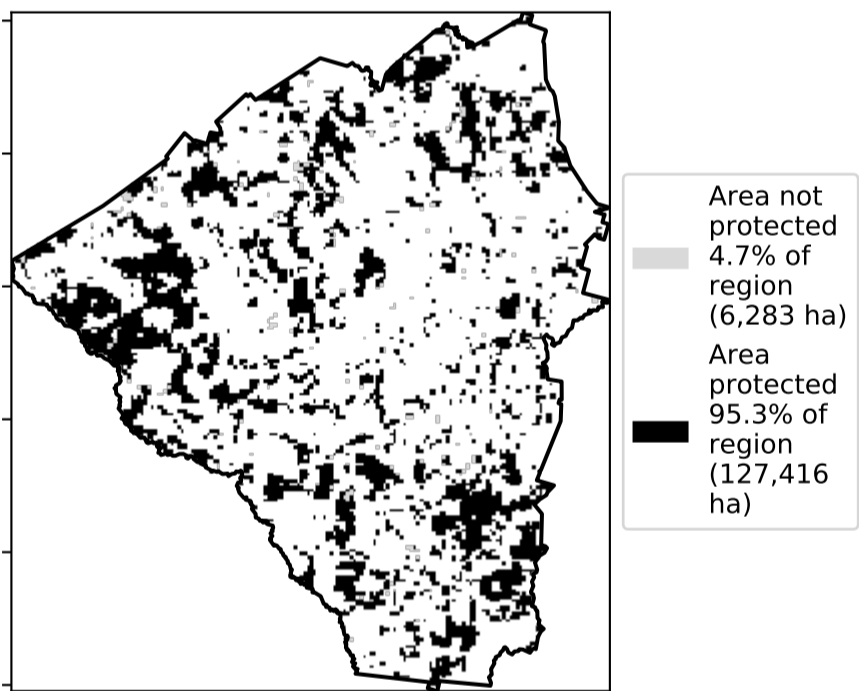 Area not
protected
4.7% of
region
(6,283 ha)
Area
protected
95.3% of
region
(127,416
ha)